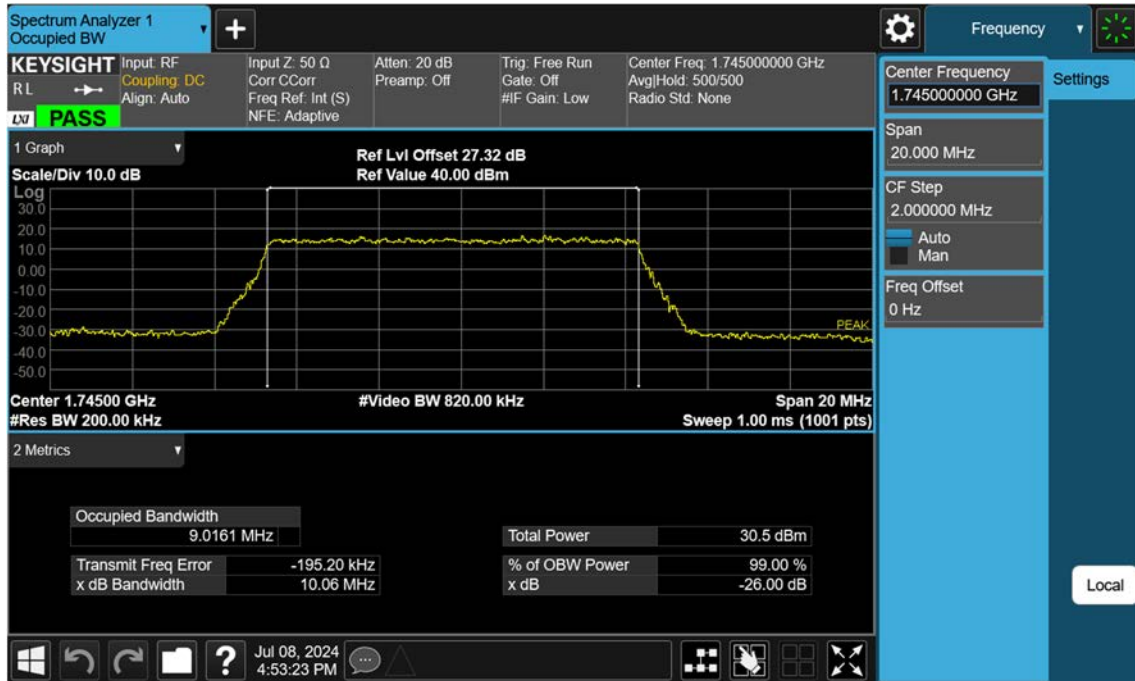 Spectrum Analyzer 1
Occupied BW
+
Frequency
KEYSIGHT
R L
LXI
PASS
Input: RF
Coupling: DC
Align: Auto
Input Z: 50 Ω
Corr CCorr
Freq Ref: Int (S)
NFE: Adaptive
Atten: 20 dB
Preamp: Off
Trig: Free Run
Gate: Off
#IF Gain: Low
Center Freq: 1.745000000 GHz
Avg|Hold: 500/500
Radio Std: None
Center Frequency
1.745000000 GHz
Settings
Span
20.000 MHz
CF Step
2.000000 MHz
Auto
Man
Freq Offset
0 Hz
Local
1 Graph
Scale/Div 10.0 dB
Ref Lvl Offset 27.32 dB
Ref Value 40.00 dBm
Log
30.0
20.0
10.0
0.00
-10.0
-20.0
-30.0
-40.0
-50.0
PEAK
Center 1.74500 GHz
#Video BW 820.00 kHz
Span 20 MHz
#Res BW 200.00 kHz
Sweep 1.00 ms (1001 pts)
2 Metrics
Occupied Bandwidth
9.0161 MHz
Total Power 30.5 dBm
Transmit Freq Error -195.20 kHz
% of OBW Power 99.00 %
x dB Bandwidth 10.06 MHz
x dB -26.00 dB
?
Jul 08, 2024
4:53:23 PM